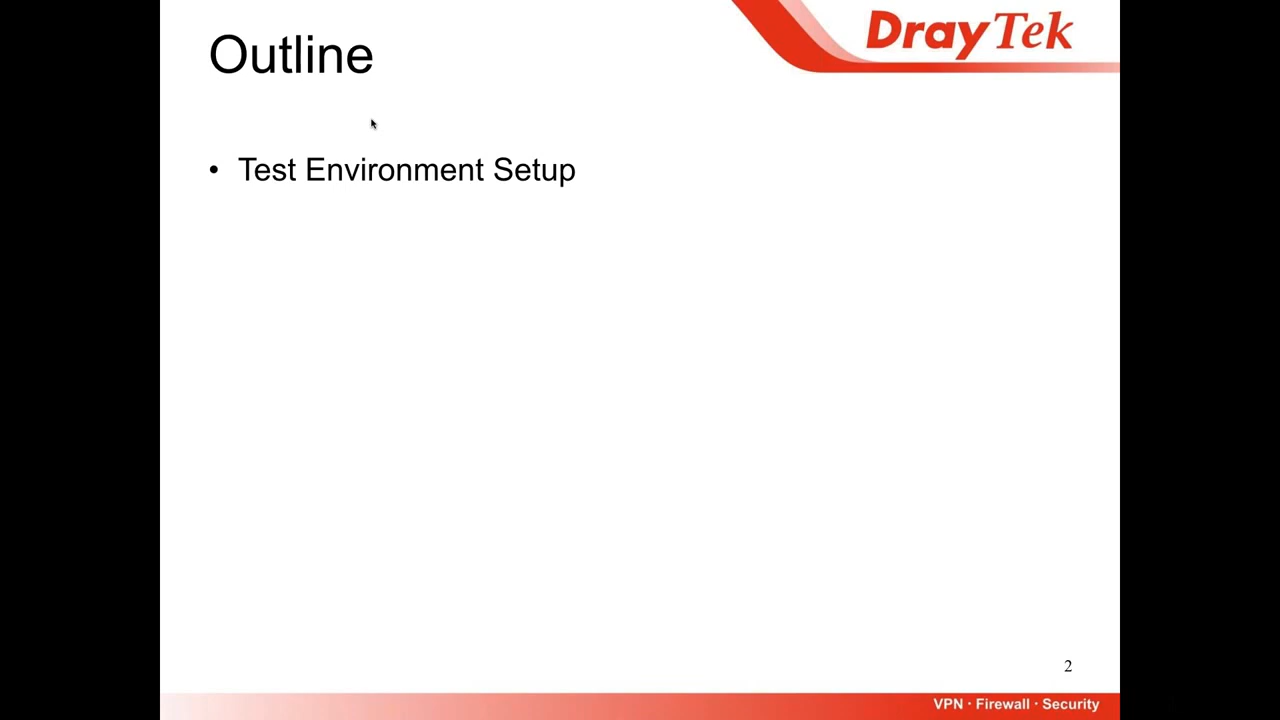 Outline
DrayTek
• Test Environment Setup
2
VPN · Firewall · Security